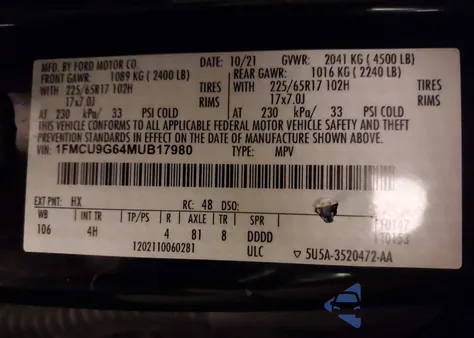 MFD. BY FORD MOTOR CO. DATE: 10/21 GVWR: 2041 KG (4500 LB)
FRONT GAWR: 1089 KG (2400 LB) REAR GAWR: 1016 KG (2240 LB)
WITH 225/65R17 102H TIRES WITH 225/65R17 102H TIRES
17x7.0J RIMS 17x7.0J RIMS
AT 230 kPa/ 33 PSI COLD AT 230 kPa/ 33 PSI COLD
THIS VEHICLE CONFORMS TO ALL APPLICABLE FEDERAL MOTOR VEHICLE SAFETY AND THEFT
PREVENTION STANDARDS IN EFFECT ON THE DATE OF MANUFACTURE SHOWN ABOVE.
VIN: 1FMCU9G64MUB17980 TYPE: MPV
EXT PNT: HX RC: 48 DSO:
WB INT TR TP/PS R AXLE TR SPR T0147
106 4H 4 81 8 DDDD T0153
1202110060281 ULC ▽ 5U5A-3520472-AA